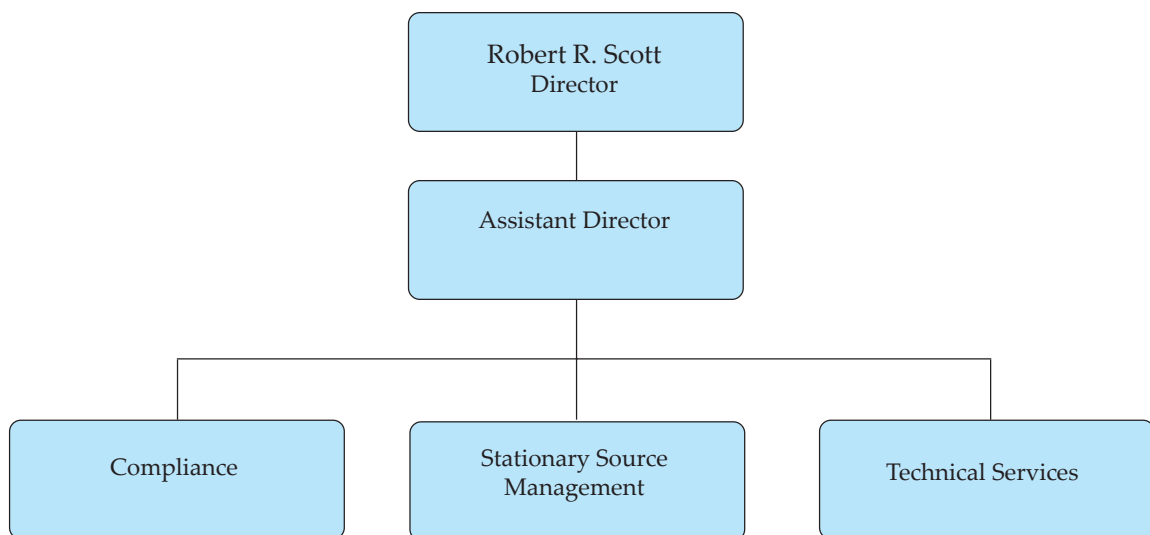 Robert R. Scott
Director
Assistant Director
Compliance
Stationary Source
Management
Technical Services